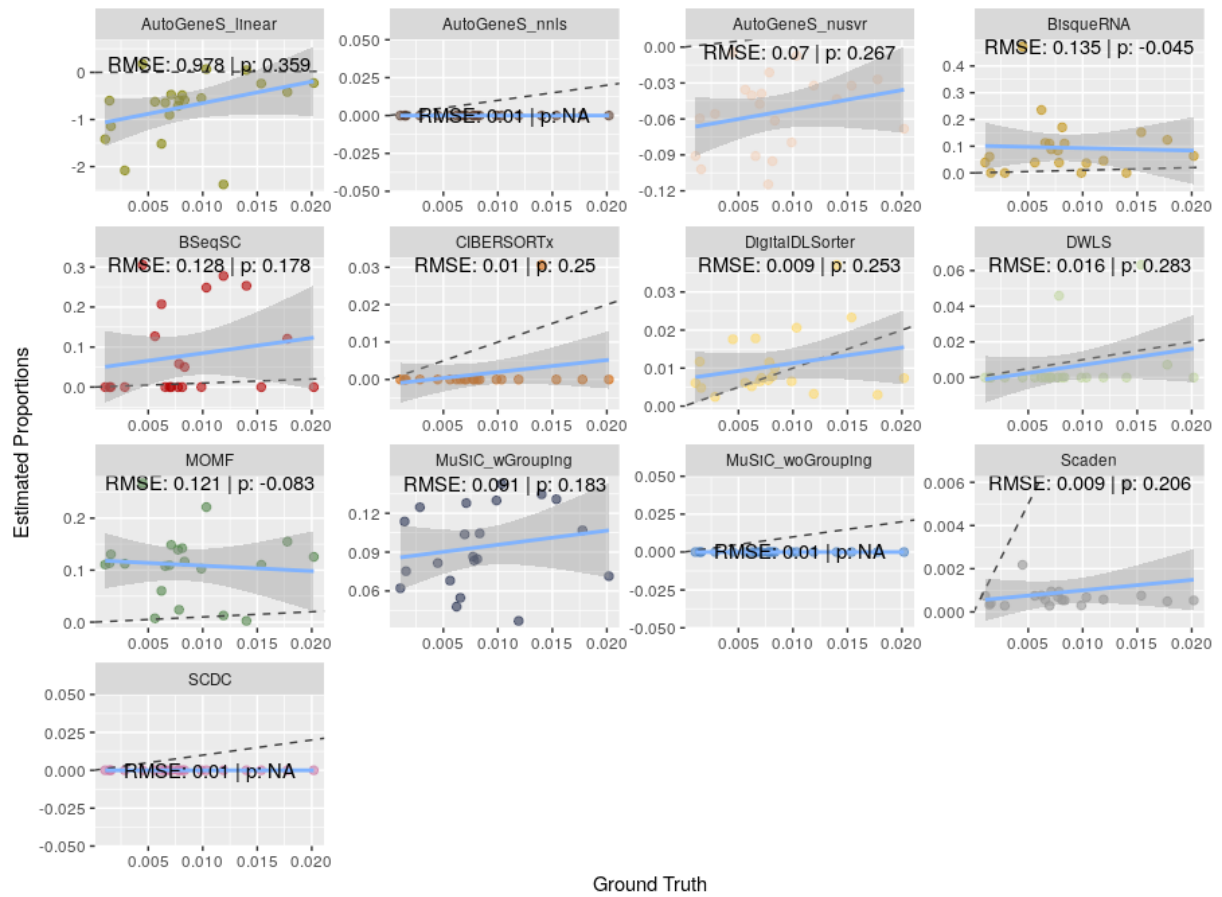 AutoGeneS_linear
AutoGeneS_nnls
AutoGeneS_nusvr
BisqueRNA
RMSE: 0.978 | p: 0.359
RMSE: 0.01 | p: NA
RMSE: 0.07 | p: 0.267
RMSE: 0.135 | p: -0.045
0
-1
-2
0.050
0.025
0.000
-0.025
-0.050
0.00
-0.03
-0.06
-0.09
-0.12
0.4
0.3
0.2
0.1
0.0
0.005 0.010 0.015 0.020
0.005 0.010 0.015 0.020
0.005 0.010 0.015 0.020
0.005 0.010 0.015 0.020
BSeqSC
CIBERSORTx
DigitalDLSorter
DWLS
RMSE: 0.128 | p: 0.178
RMSE: 0.01 | p: 0.25
RMSE: 0.009 | p: 0.253
RMSE: 0.016 | p: 0.283
0.3
0.2
0.1
0.0
0.03
0.02
0.01
0.00
0.03
0.02
0.01
0.00
0.06
0.04
0.02
0.00
0.005 0.010 0.015 0.020
0.005 0.010 0.015 0.020
0.005 0.010 0.015 0.020
0.005 0.010 0.015 0.020
Estimated Proportions
MOMF
MuSiC_wGrouping
MuSiC_woGrouping
Scaden
RMSE: 0.121 | p: -0.083
RMSE: 0.091 | p: 0.183
RMSE: 0.01 | p: NA
RMSE: 0.009 | p: 0.206
0.2
0.1
0.0
0.12
0.09
0.06
0.050
0.025
0.000
-0.025
-0.050
0.006
0.004
0.002
0.000
0.005 0.010 0.015 0.020
0.005 0.010 0.015 0.020
0.005 0.010 0.015 0.020
0.005 0.010 0.015 0.020
SCDC
RMSE: 0.01 | p: NA
0.050
0.025
0.000
-0.025
-0.050
0.005 0.010 0.015 0.020
Ground Truth